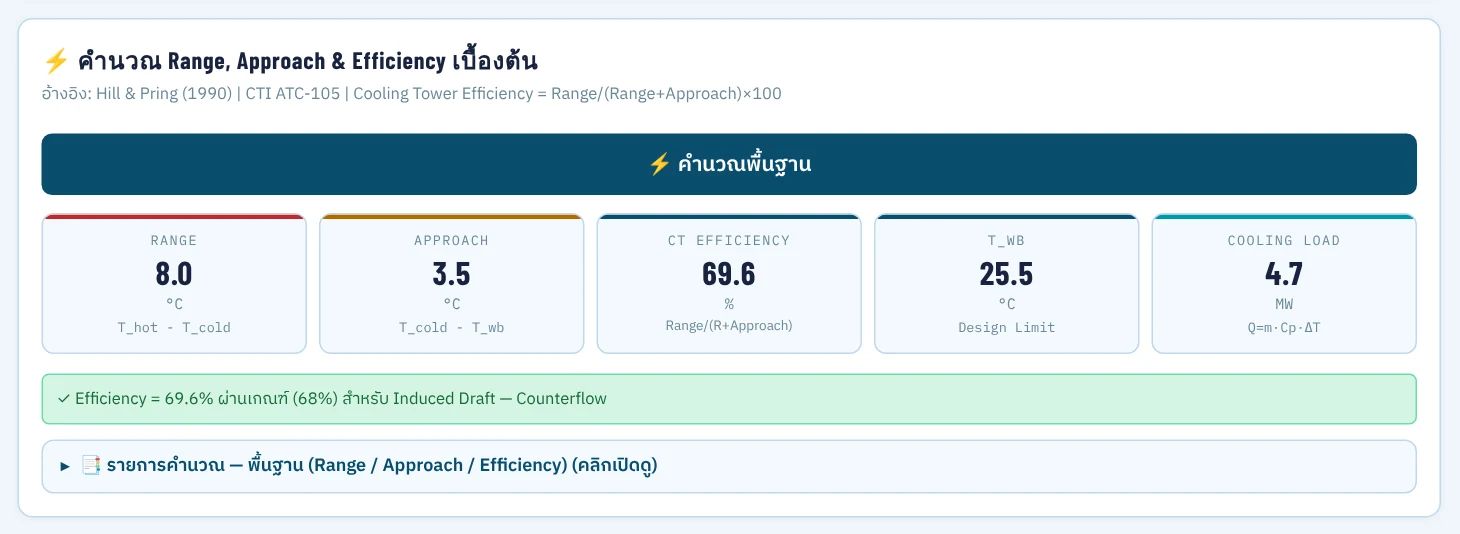 ⚡ คำนวณ Range, Approach & Efficiency เบื้องต้น
อ้างอิง: Hill & Pring (1990) | CTI ATC-105 | Cooling Tower Efficiency = Range/(Range+Approach)×100
⚡ คำนวณพื้นฐาน
RANGE
8.0
°C
T_hot - T_cold
APPROACH
3.5
°C
T_cold - T_wb
CT EFFICIENCY
69.6
%
Range/(R+Approach)
T_WB
25.5
°C
Design Limit
COOLING LOAD
4.7
MW
Q=m·Cp·ΔT
✓ Efficiency = 69.6% ผ่านเกณฑ์ (68%) สำหรับ Induced Draft — Counterflow
▶ 📑 รายการคำนวณ — พื้นฐาน (Range / Approach / Efficiency) (คลิกเปิดดู)